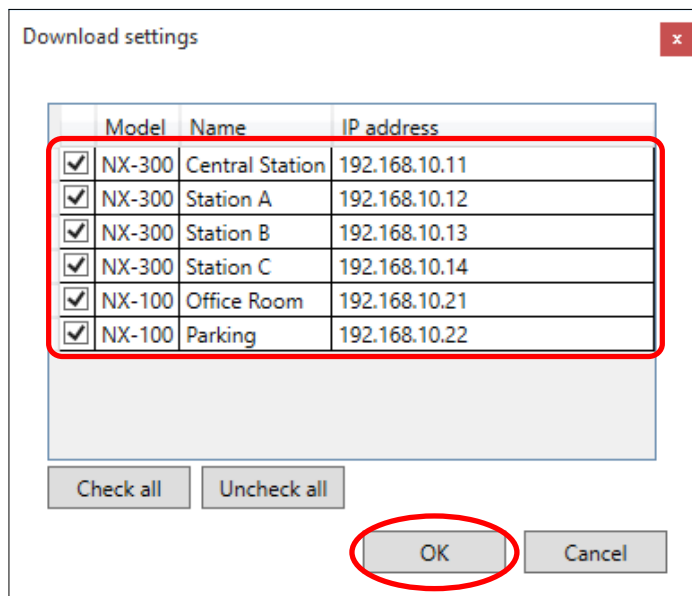 Download settings x
Model Name IP address
NX-300 Central Station 192.168.10.11
NX-300 Station A 192.168.10.12
NX-300 Station B 192.168.10.13
NX-300 Station C 192.168.10.14
NX-100 Office Room 192.168.10.21
NX-100 Parking 192.168.10.22
Check all Uncheck all
OK Cancel